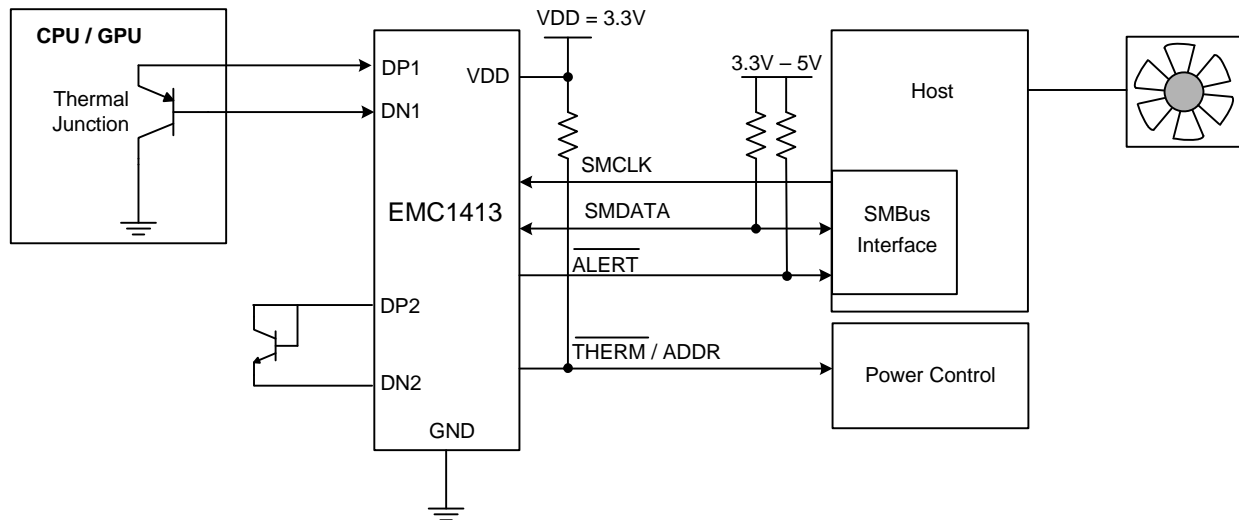 VDD = 3.3V
CPU / GPU
DP1
VDD
3.3V – 5V
Host
Thermal
Junction
DN1
SMCLK
EMC1413
SMDATA
SMBus
Interface
ALERT
DP2
THERM / ADDR
Power Control
DN2
GND